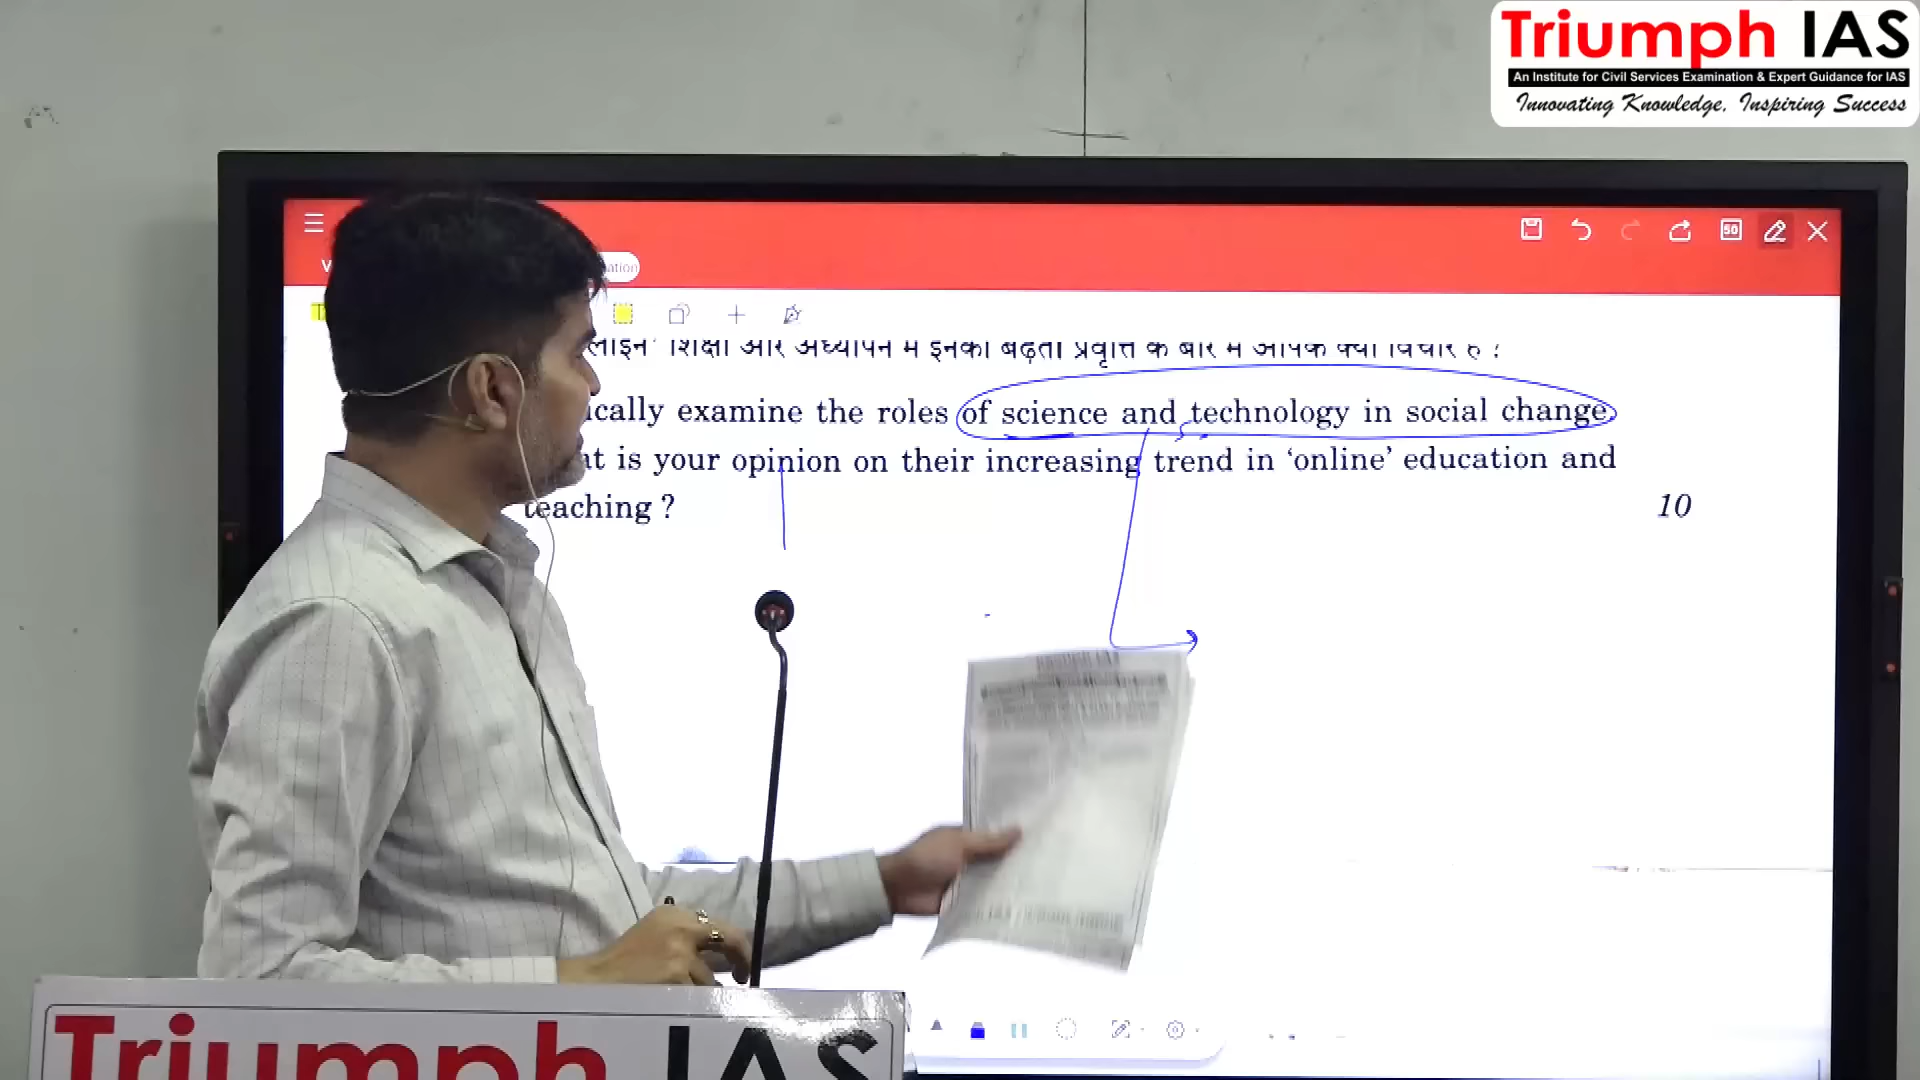 Triumph IAS
An Institute for Civil Services Examination & Expert Guidance for IAS
Innovating Knowledge, Inspiring Success
50
ation
शिक्षा और अध्यापन में इनकी बढ़ती प्रवृत्ति के बारे में आपके क्या विचार हैं ?
ically examine the roles of science and technology in social change.
at is your opinion on their increasing trend in ‘online’ education and
teaching ?
10
Triumph IAS